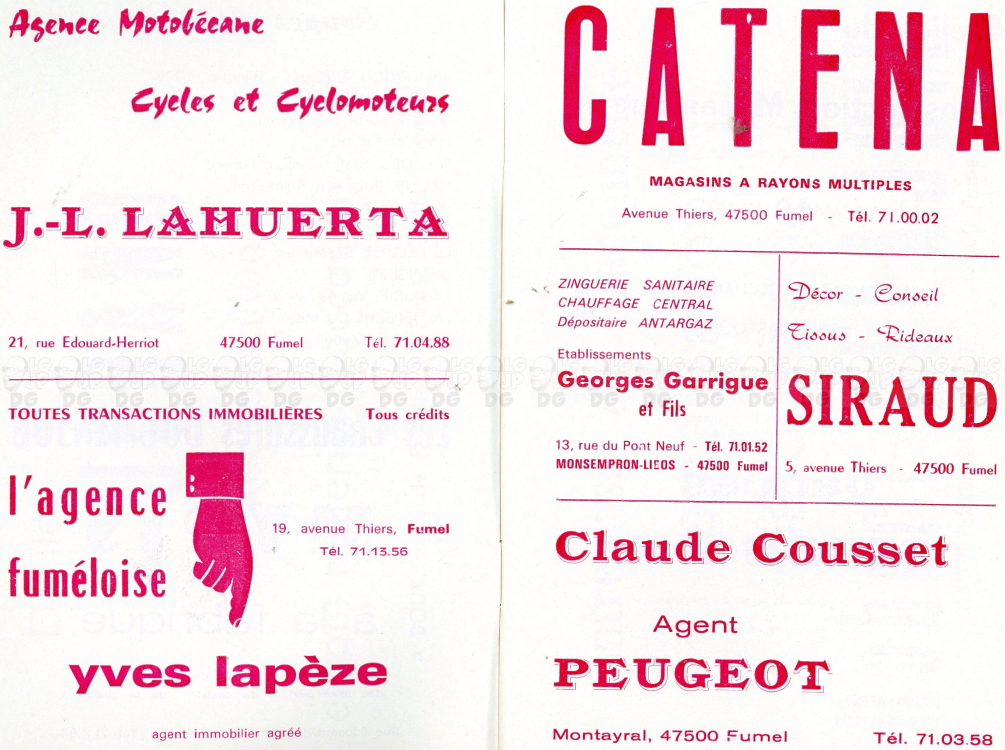 Agence Motobécane
Cycles et Cyclomoteurs
J.-L. LAHUERTA
21, rue Edouard-Herriot 47500 Fumel Tél. 71.04.88
TOUTES TRANSACTIONS IMMOBILIÈRES Tous crédits
l'agence
fuméloise
19, avenue Thiers, Fumel
Tél. 71.13.56
yves lapèze
agent immobilier agréé
CATENA
MAGASINS A RAYONS MULTIPLES
Avenue Thiers, 47500 Fumel - Tél. 71.00.02
ZINGUERIE SANITAIRE
CHAUFFAGE CENTRAL
Dépositaire ANTARGAZ
Etablissements
Georges Garrigue
et Fils
13, rue du Pont Neuf - Tél. 71.01.52
MONSEMPRON-LIBOS - 47500 Fumel
Décor - Conseil
Tissus - Rideaux
SIRAUD
5, avenue Thiers - 47500 Fumel
Claude Cousset
Agent
PEUGEOT
Montayral, 47500 Fumel Tél. 71.03.58